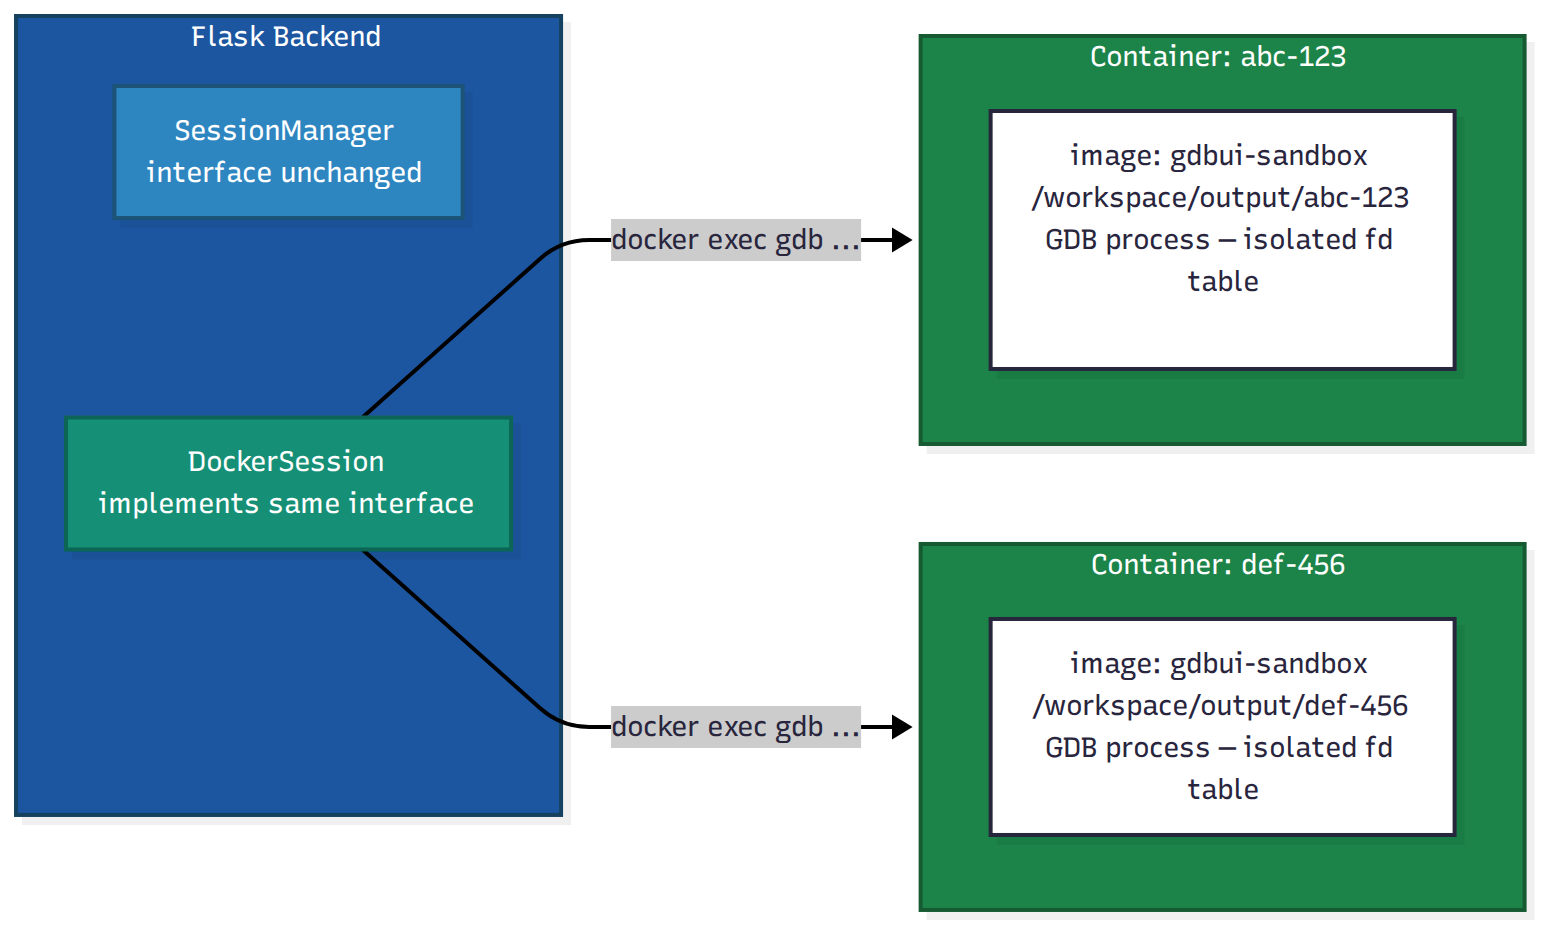 Flask Backend
SessionManager
interface unchanged
DockerSession
implements same interface
docker exec gdb ...
docker exec gdb ...
Container: abc-123
image: gdbui-sandbox
/workspace/output/abc-123
GDB process — isolated fd
table
Container: def-456
image: gdbui-sandbox
/workspace/output/def-456
GDB process — isolated fd
table